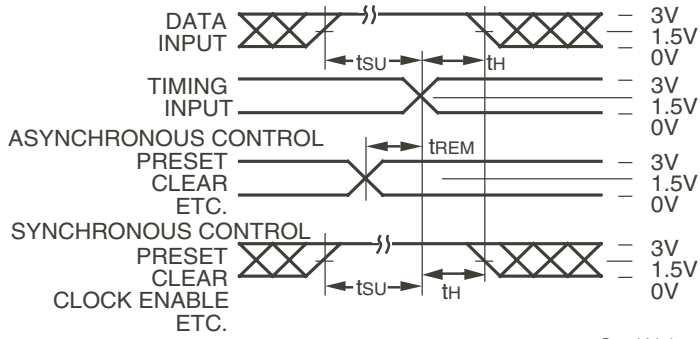 DATA
INPUT
3V
1.5V
0V
tSU
tH
TIMING
INPUT
3V
1.5V
0V
ASYNCHRONOUS CONTROL
tREM
PRESET
CLEAR
ETC.
3V
1.5V
0V
SYNCHRONOUS CONTROL
PRESET
CLEAR
CLOCK ENABLE
ETC.
3V
1.5V
0V
tSU
tH